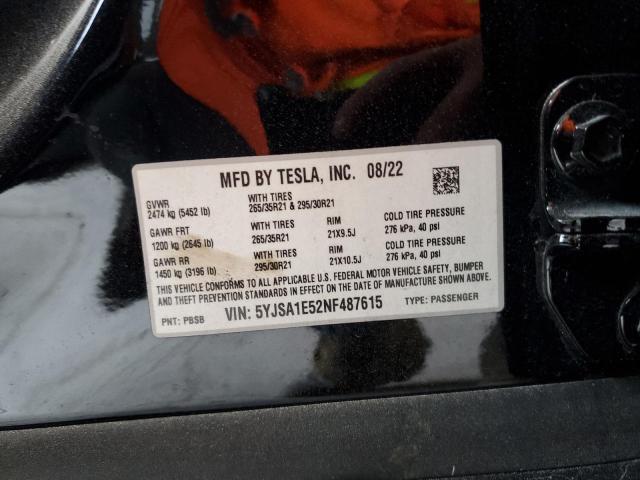 MFD BY TESLA, INC. 08/22
GVWR
2474 kg (5452 lb)
WITH TIRES
265/35R21 & 295/30R21
GAWR FRT
1200 kg (2645 lb)
WITH TIRES
265/35R21
RIM
21X9.5J
COLD TIRE PRESSURE
276 kPa, 40 psi
GAWR RR
1450 kg (3196 lb)
WITH TIRES
295/30R21
RIM
21X10.5J
COLD TIRE PRESSURE
276 kPa, 40 psi
THIS VEHICLE CONFORMS TO ALL APPLICABLE U.S. FEDERAL MOTOR VEHICLE SAFETY, BUMPER
AND THEFT PREVENTION STANDARDS IN EFFECT ON THE DATE OF MANUFACTURE SHOWN ABOVE.
PNT: PBSB VIN: 5YJSA1E52NF487615 TYPE: PASSENGER